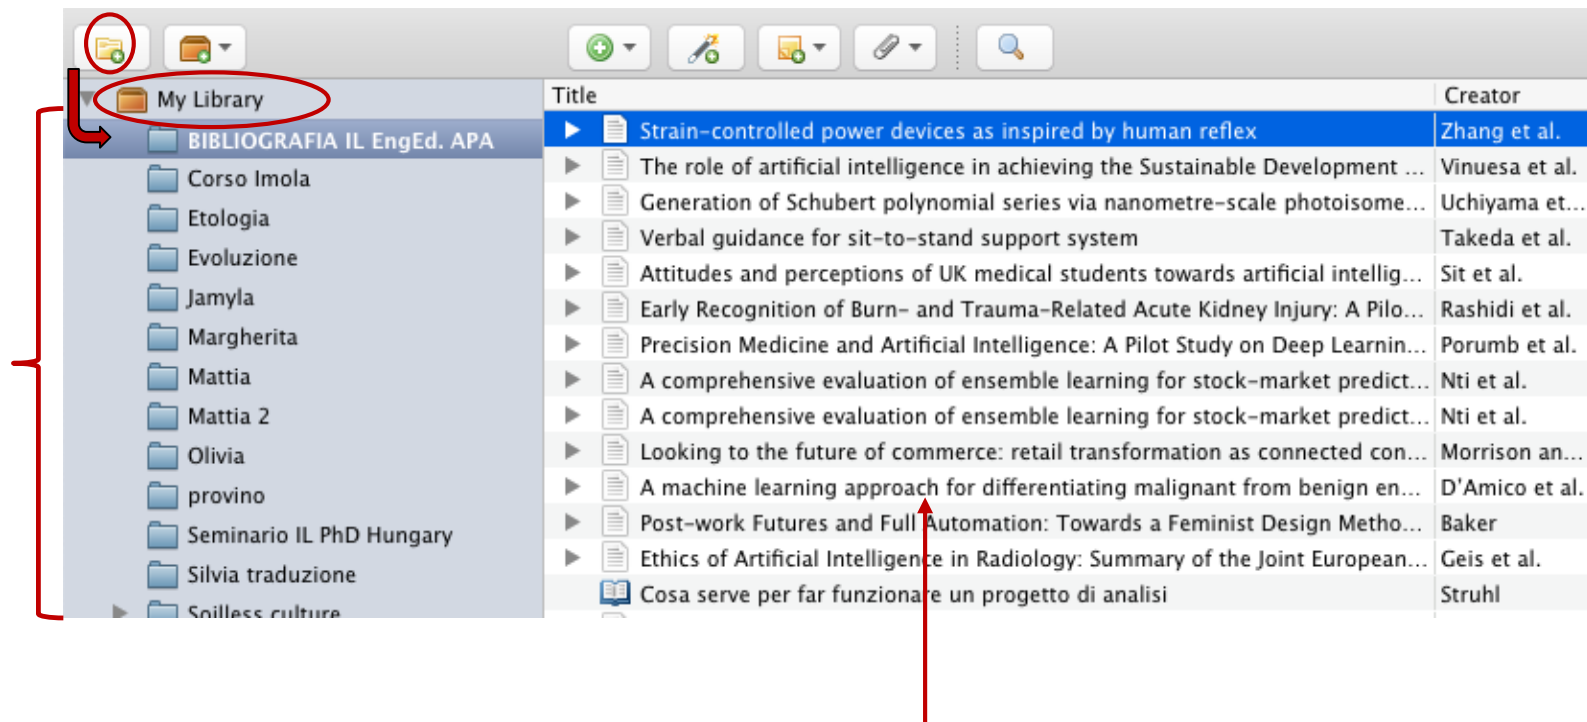 My Library
BIBLIOGRAFIA IL EngEd. APA
Corso Imola
Etologia
Evoluzione
Jamyla
Margherita
Mattia
Mattia 2
Olivia
provino
Seminario IL PhD Hungary
Silvia traduzione
Soilless culture
Title Creator
Strain-controlled power devices as inspired by human reflex Zhang et al.
The role of artificial intelligence in achieving the Sustainable Development ... Vinuesa et al.
Generation of Schubert polynomial series via nanometre-scale photoisome... Uchiyama et...
Verbal guidance for sit-to-stand support system Takeda et al.
Attitudes and perceptions of UK medical students towards artificial intellig... Sit et al.
Early Recognition of Burn- and Trauma-Related Acute Kidney Injury: A Pilo... Rashidi et al.
Precision Medicine and Artificial Intelligence: A Pilot Study on Deep Learnin... Porumb et al.
A comprehensive evaluation of ensemble learning for stock-market predict... Nti et al.
A comprehensive evaluation of ensemble learning for stock-market predict... Nti et al.
Looking to the future of commerce: retail transformation as connected con... Morrison an...
A machine learning approach for differentiating malignant from benign en... D'Amico et al.
Post-work Futures and Full Automation: Towards a Feminist Design Metho... Baker
Ethics of Artificial Intelligence in Radiology: Summary of the Joint European... Geis et al.
Cosa serve per far funzionare un progetto di analisi Struhl